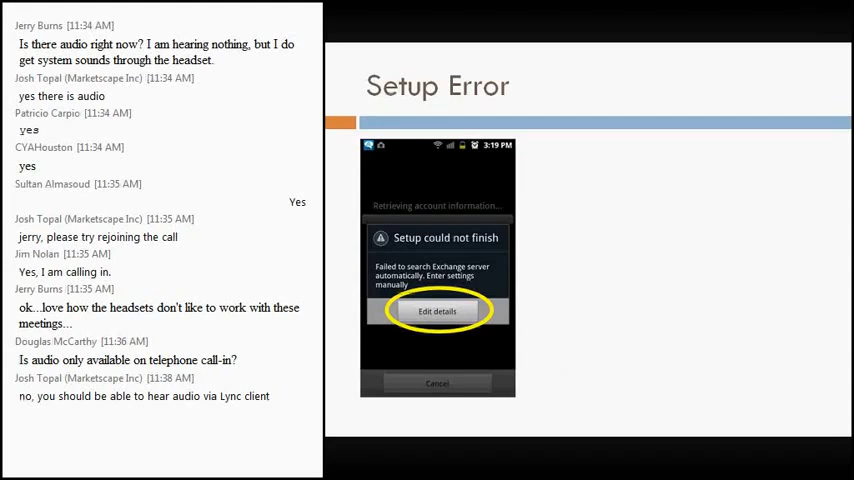 Jerry Burns [11:34 AM]
Is there audio right now? I am hearing nothing, but I do
get system sounds through the headset.
Josh Topal (Marketscape Inc) [11:34 AM]
yes there is audio
Patricio Carpio [11:34 AM]
yes
CYAHouston [11:34 AM]
yes
Sultan Almasoud [11:35 AM]
Yes
Josh Topal (Marketscape Inc) [11:35 AM]
jerry, please try rejoining the call
Jim Nolan [11:35 AM]
Yes, I am calling in.
Jerry Burns [11:35 AM]
ok...love how the headsets don't like to work with these
meetings...
Douglas McCarthy [11:36 AM]
Is audio only available on telephone call-in?
Josh Topal (Marketscape Inc) [11:38 AM]
no, you should be able to hear audio via Lync client
Setup Error
3:19 PM
Retrieving account information...
Setup could not finish
Failed to search Exchange server
automatically. Enter settings
manually
Edit details
Cancel